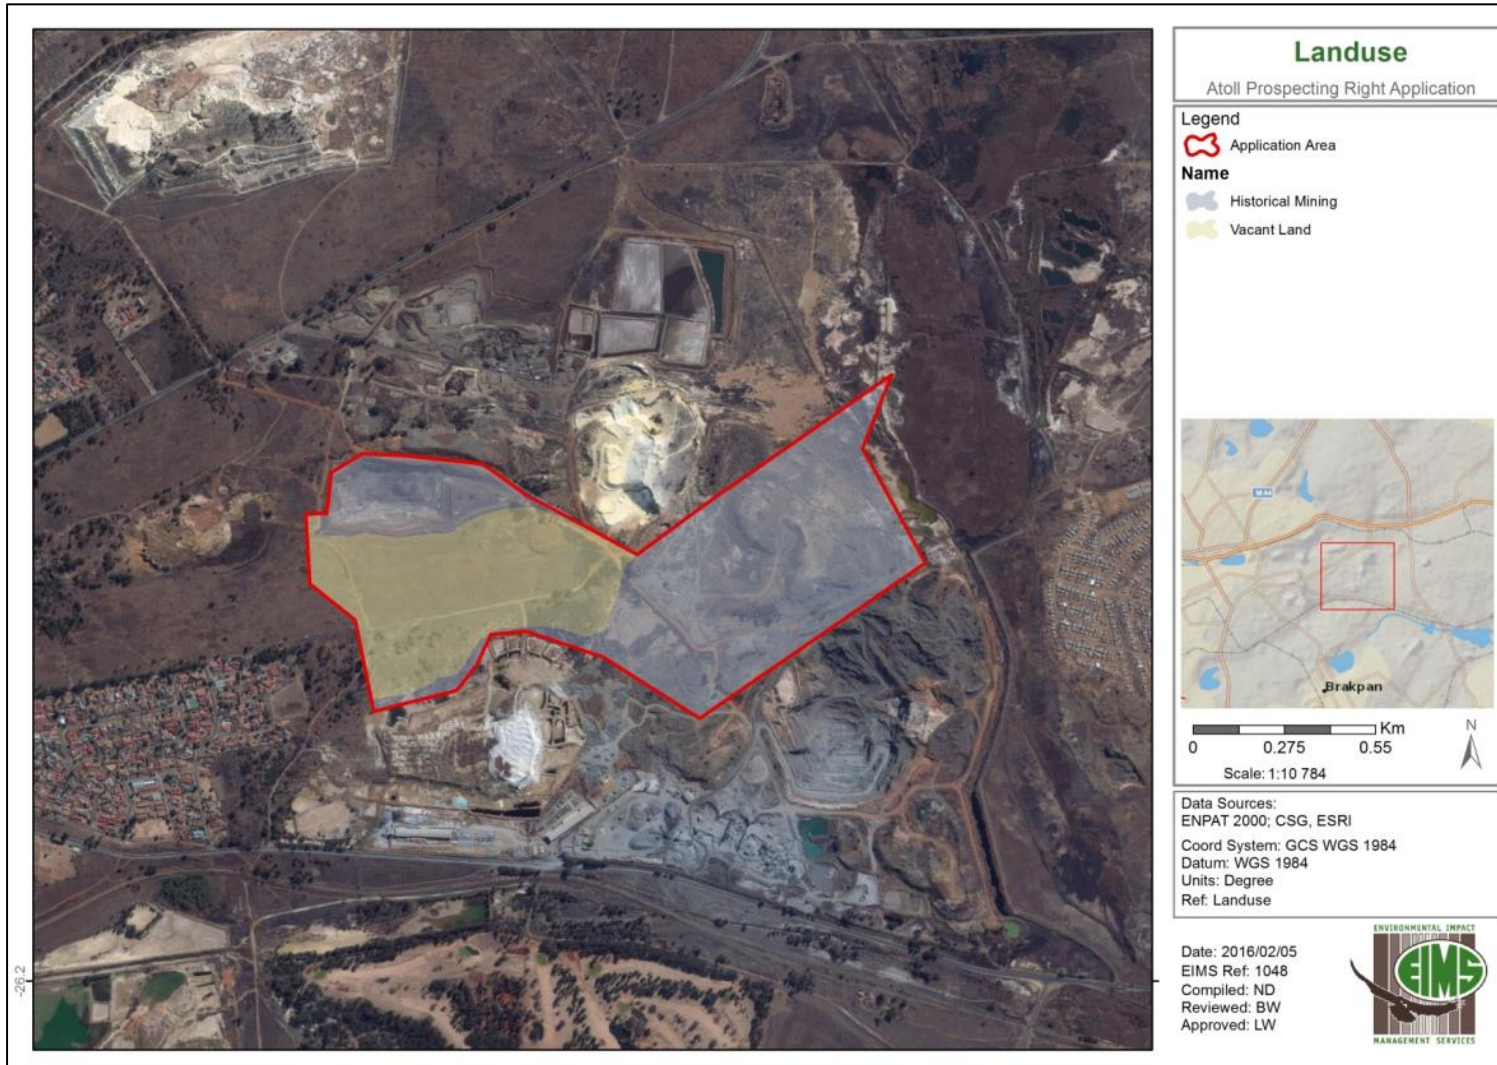 Landuse
Atoll Prospecting Right Application
Legend
Application Area
Name
Historical Mining
Vacant Land
Brakpan
Km
0 0.275 0.55
N
Scale: 1:10 784
Data Sources:
ENPAT 2000; CSG, ESRI
Coord System: GCS WGS 1984
Datum: WGS 1984
Units: Degree
Ref: Landuse
Date: 2016/02/05
EIMS Ref: 1048
Compiled: ND
Reviewed: BW
Approved: LW
ENVIRONMENTAL IMPACT
EIMS
MANAGEMENT SERVICES
-26.2